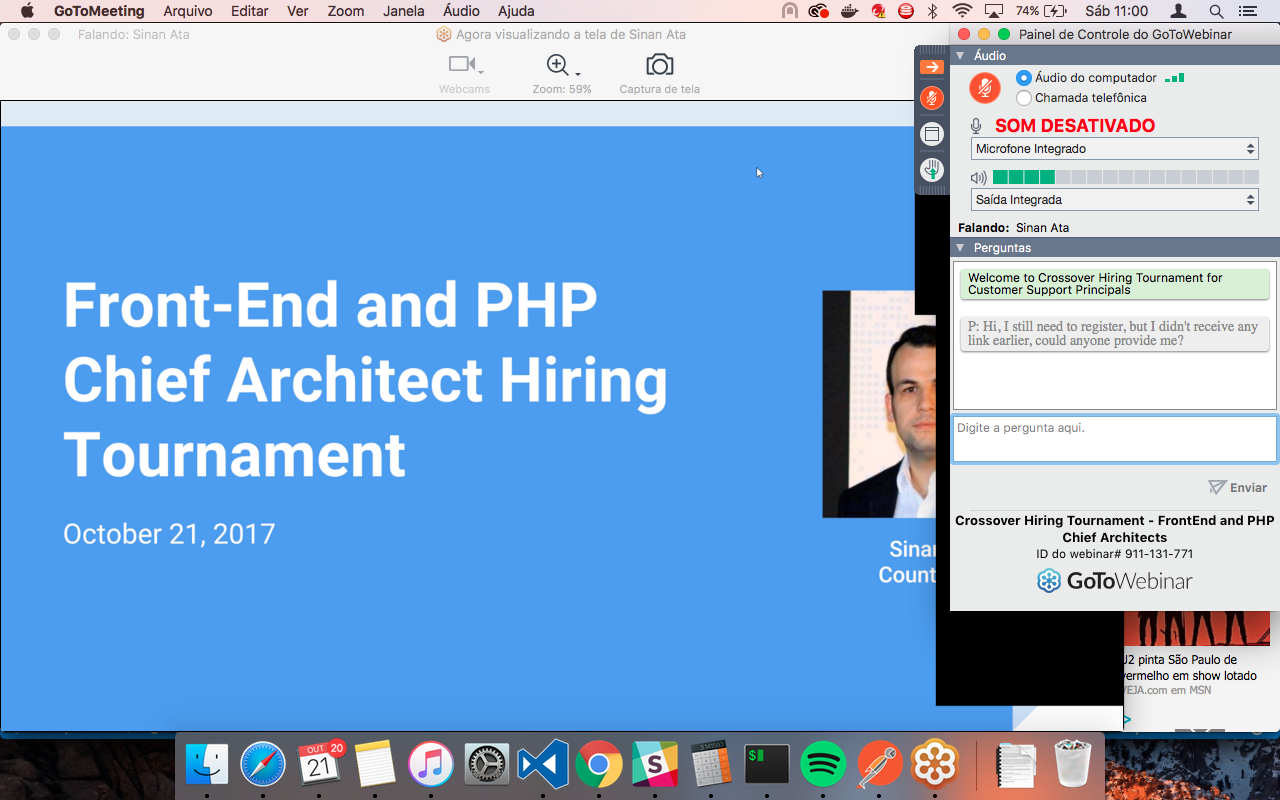 GoToMeeting Arquivo Editar Ver Zoom Janela Áudio Ajuda 74% Sáb 11:00
Falando: Sinan Ata
Agora visualizando a tela de Sinan Ata
Webcams
Zoom: 59%
Captura de tela
Front-End and PHP
Chief Architect Hiring
Tournament
October 21, 2017
Sinan
Count
Painel de Controle do GoToWebinar
Áudio
Áudio do computador
Chamada telefônica
SOM DESATIVADO
Microfone Integrado
Saída Integrada
Falando: Sinan Ata
Perguntas
Welcome to Crossover Hiring Tournament for
Customer Support Principals
P: Hi, I still need to register, but I didn't receive any
link earlier, could anyone provide me?
Digite a pergunta aqui.
Enviar
Crossover Hiring Tournament - FrontEnd and PHP
Chief Architects
ID do webinar# 911-131-771
GoToWebinar
U2 pinta São Paulo de
vermelho em show lotado
VEJA.com em MSN
OCT 20
21
3141593
$
S